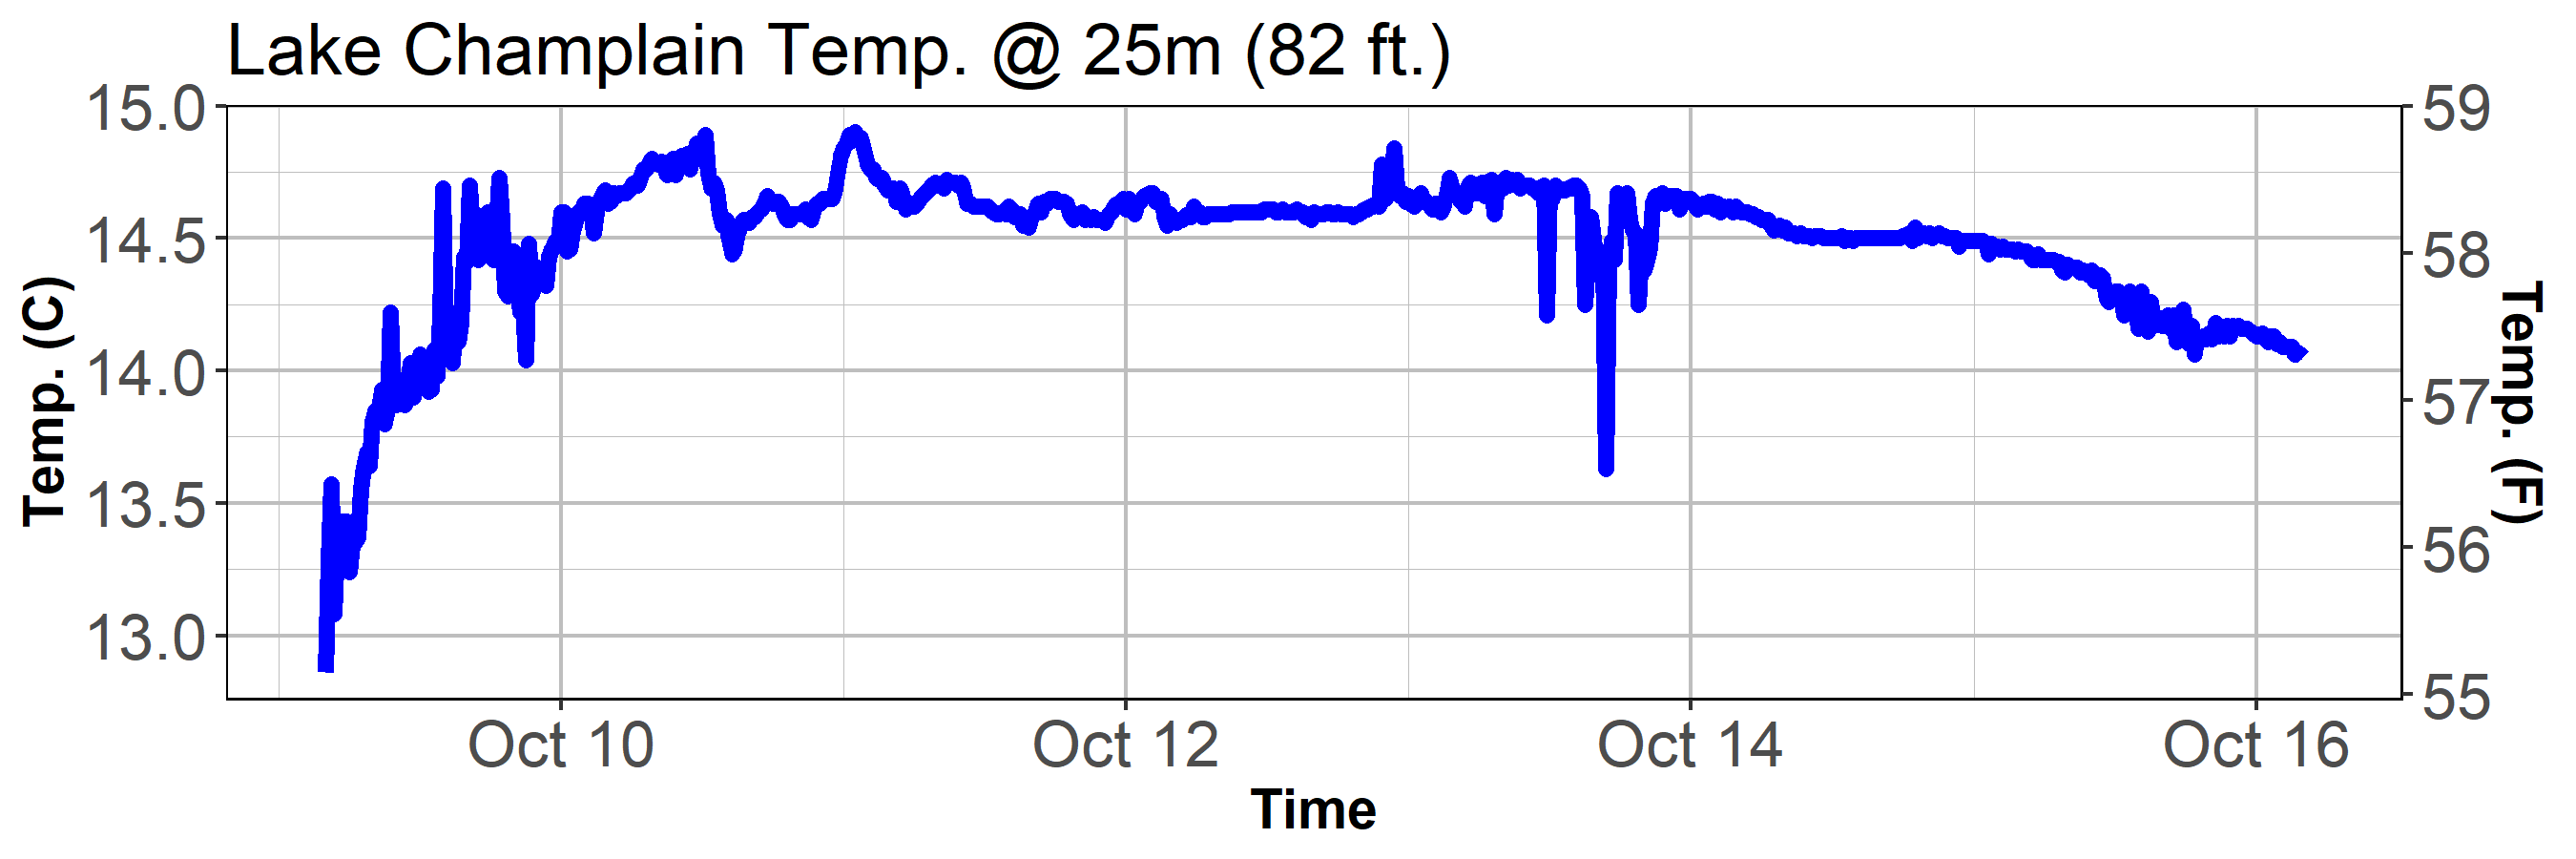 Lake Champlain Temp. @ 25m (82 ft.)
15.0
14.5
14.0
13.5
13.0
Temp. (C)
59
58
57
56
55
Temp. (F)
Oct 10 Oct 12 Oct 14 Oct 16
Time